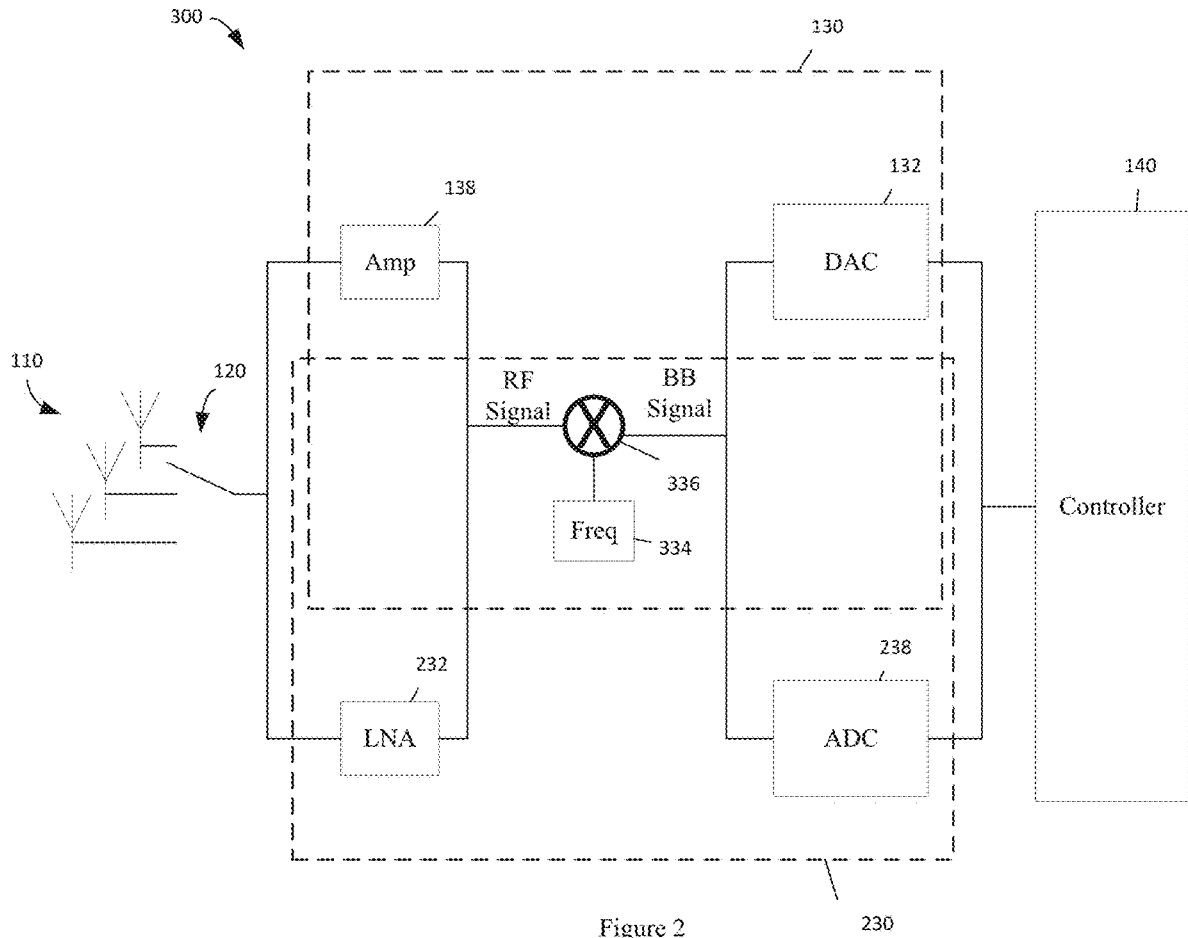 300
130
138
132
140
Amp
DAC
110
120
RF
Signal
BB
Signal
336
Freq
334
Controller
232
238
LNA
ADC
230
Figure 2